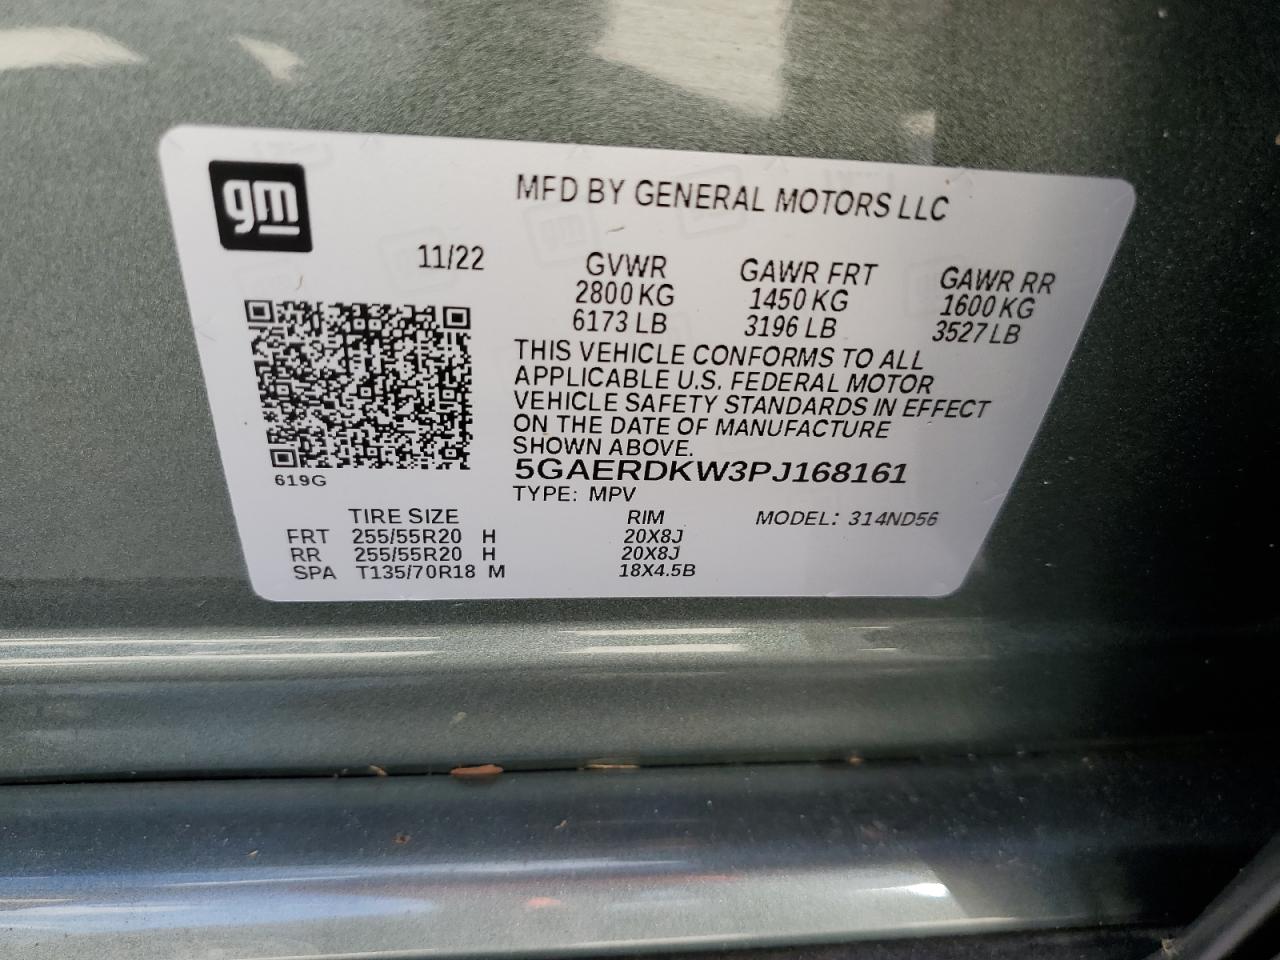 gm
MFD BY GENERAL MOTORS LLC
11/22
GVWR
2800 KG
6173 LB
GAWR FRT
1450 KG
3196 LB
GAWR RR
1600 KG
3527 LB
THIS VEHICLE CONFORMS TO ALL
APPLICABLE U.S. FEDERAL MOTOR
VEHICLE SAFETY STANDARDS IN EFFECT
ON THE DATE OF MANUFACTURE
SHOWN ABOVE.
5GAERDKW3PJ168161
619G
TYPE: MPV
TIRE SIZE RIM MODEL: 314ND56
FRT 255/55R20 H 20X8J
RR 255/55R20 H 20X8J
SPA T135/70R18 M 18X4.5B